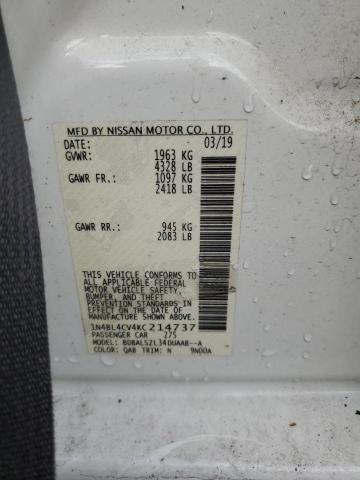 MFD BY NISSAN MOTOR CO., LTD.
DATE: 03/19
GVWR: 1963 KG
4328 LB
GAWR FR.: 1097 KG
2418 LB
GAWR RR.: 945 KG
2083 LB
THIS VEHICLE CONFORMS TO ALL
APPLICABLE U.S. FEDERAL
MOTOR VEHICLE SAFETY,
BUMPER, AND THEFT
PREVENTION STANDARDS
IN EFFECT ON THE DATE OF
MANUFACTURE SHOWN ABOVE.
1N4BL4CV4KC214737
PASSENGER CAR 275
MODEL: BDBALSZL34DUAAB--A
COLOR: QAB TRIM: N 9N00A